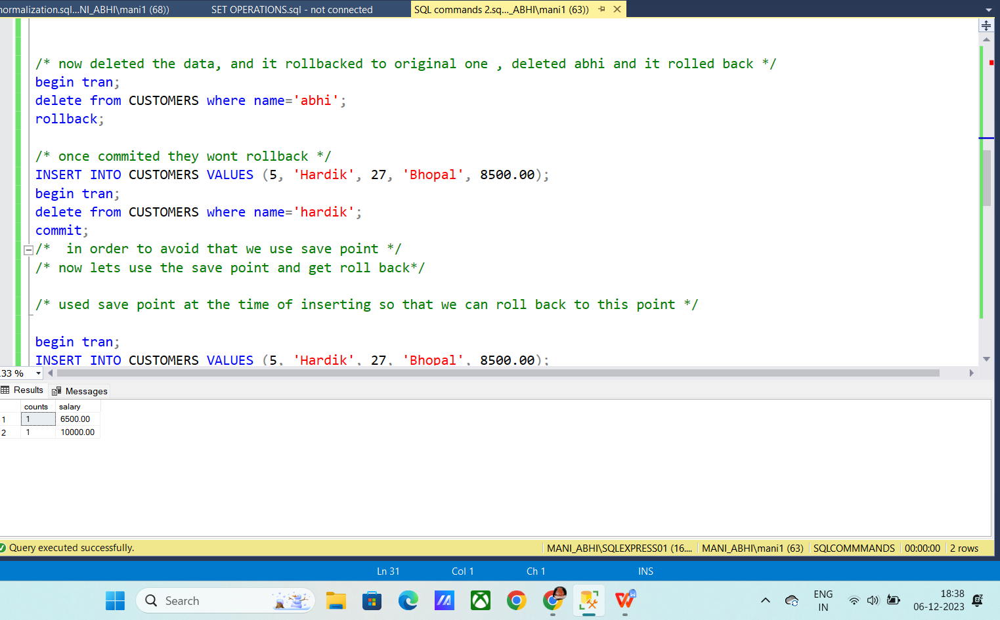 normalization.sql...NI_ABHI\mani1 (68)) SET OPERATIONS.sql - not connected SQL commands 2.sq..._ABHI\mani1 (63))
/* now deleted the data, and it rollbacked to original one , deleted abhi and it rolled back */
begin tran;
delete from CUSTOMERS where name='abhi';
rollback;
/* once commited they wont rollback */
INSERT INTO CUSTOMERS VALUES (5, 'Hardik', 27, 'Bhopal', 8500.00);
begin tran;
delete from CUSTOMERS where name='hardik';
commit;
/*  in order to avoid that we use save point */
/* now lets use the save point and get roll back*/
/* used save point at the time of inserting so that we can roll back to this point */
begin tran;
INSERT INTO CUSTOMERS VALUES (5, 'Hardik', 27, 'Bhopal', 8500.00);
33 %
Results Messages
counts salary
1 1 6500.00
2 1 10000.00
Query executed successfully. MANI_ABHI\SQLEXPRESS01 (16.... MANI_ABHI\mani1 (63) SQLCOMMMANDS 00:00:00 2 rows
Ln 31 Col 1 Ch 1 INS
Search ENG 18:38
IN 06-12-2023